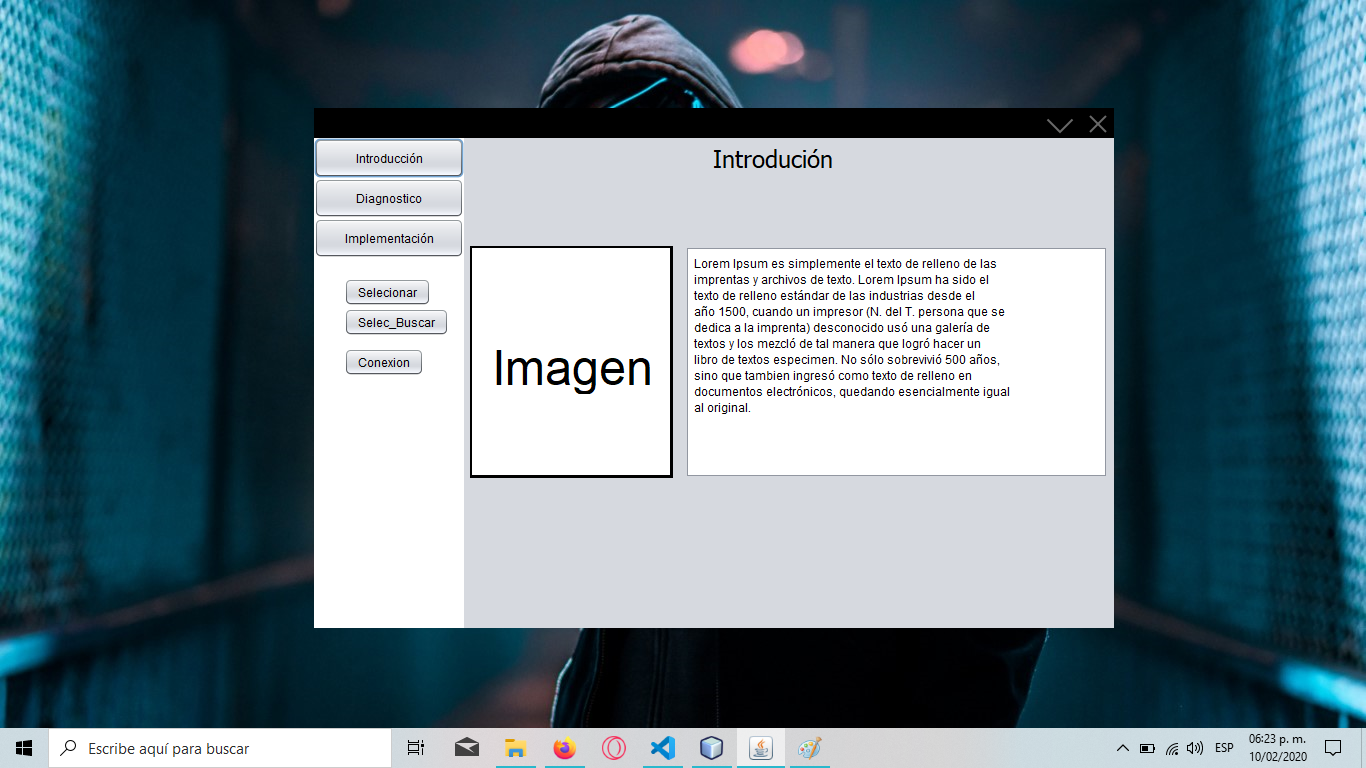 Introducción
Diagnostico
Implementación
Selecionar
Selec_Buscar
Conexion
Introdución
Imagen
Lorem Ipsum es simplemente el texto de relleno de las
imprentas y archivos de texto. Lorem Ipsum ha sido el
texto de relleno estándar de las industrias desde el
año 1500, cuando un impresor (N. del T. persona que se
dedica a la imprenta) desconocido usó una galería de
textos y los mezcló de tal manera que logró hacer un
libro de textos especimen. No sólo sobrevivió 500 años,
sino que tambien ingresó como texto de relleno en
documentos electrónicos, quedando esencialmente igual
al original.
Escribe aquí para buscar
ESP
06:23 p. m.
10/02/2020